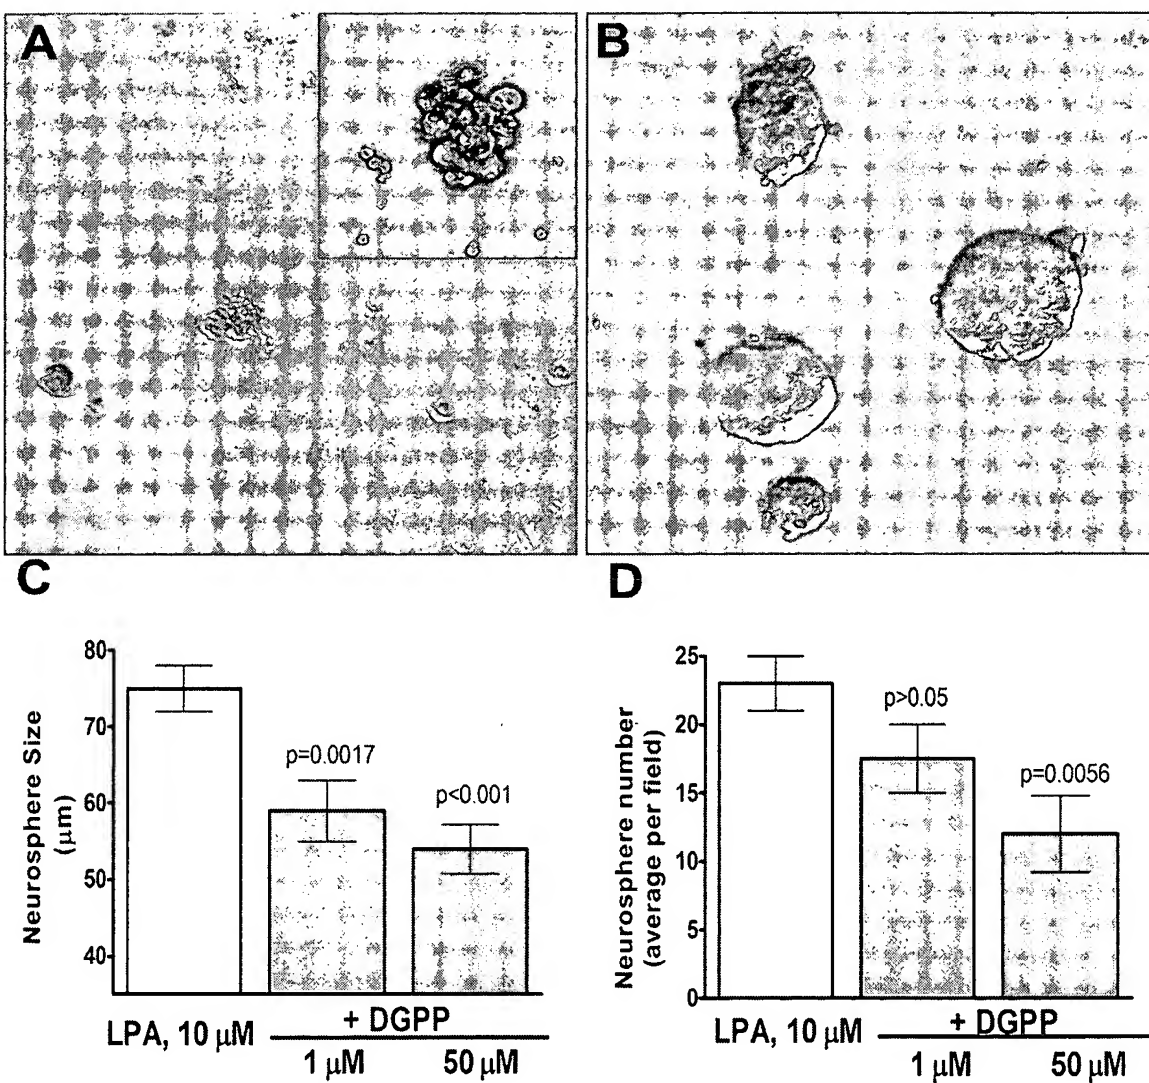 A
B
C
D
80
70
60
50
40
Neurosphere Size
(μm)
p=0.0017
p<0.001
LPA, 10 μM
+ DGPP
1 μM
50 μM
25
20
15
10
5
0
Neurosphere number
(average per field)
p>0.05
p=0.0056
LPA, 10 μM
+ DGPP
1 μM
50 μM